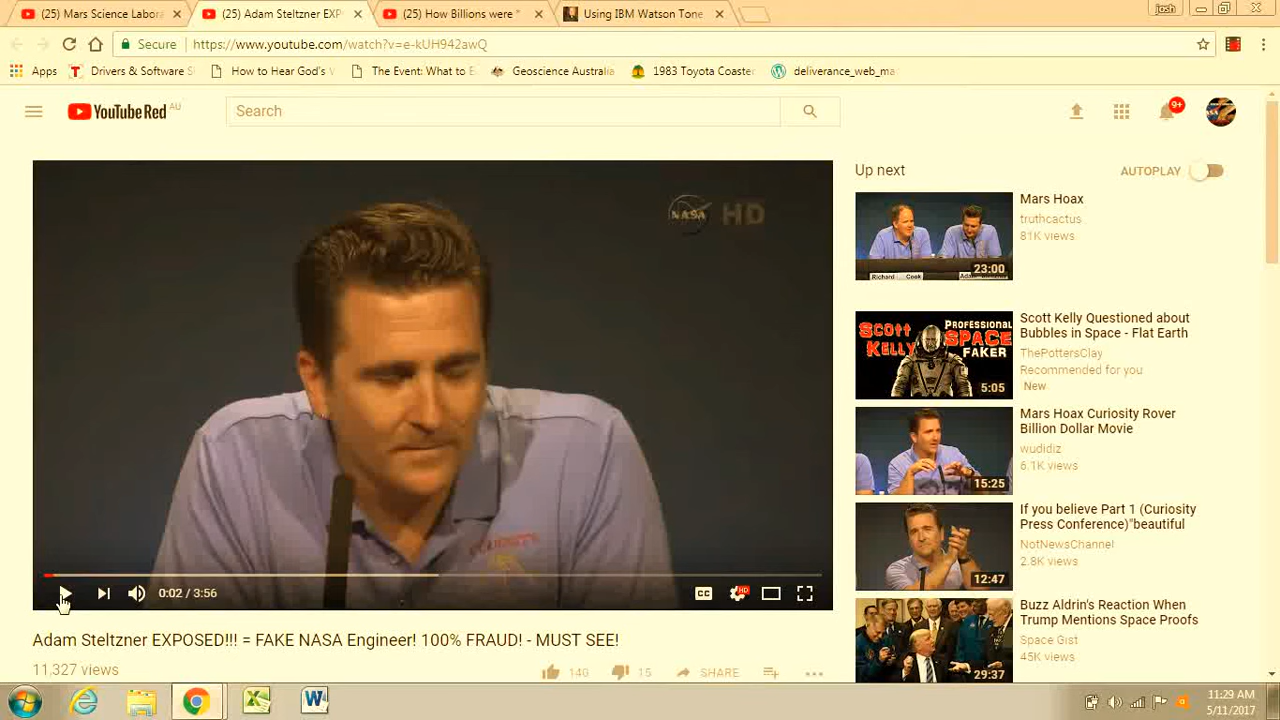 (25) Mars Science Labora
(25) Adam Steltzner EXP
(25) How Billions were *
Using IBM Watson Tone
josh
Secure
https://www.youtube.com/watch?v=e-kUH942awQ
Apps
Drivers & Software S
How to Hear God's V
The Event: What to E
Geoscience Australia
1983 Toyota Coaster
deliverance_web_ma
YouTube Red AU
Search
9+
NASA HD
0:02 / 3:56
CC
HD
Adam Steltzner EXPOSED!!! = FAKE NASA Engineer! 100% FRAUD! - MUST SEE!
11,327 views
140
15
SHARE
Up next
AUTOPLAY
Richard Cook
23:00
Mars Hoax
truthcactus
81K views
SCOTT KELLY
PROFESSIONAL SPACE FAKER
5:05
Scott Kelly Questioned about
Bubbles in Space - Flat Earth
ThePottersClay
Recommended for you
New
15:25
Mars Hoax Curiosity Rover
Billion Dollar Movie
wudidiz
6.1K views
12:47
If you believe Part 1 (Curiosity
Press Conference)"beautiful
NotNewsChannel
2.8K views
29:37
Buzz Aldrin's Reaction When
Trump Mentions Space Proofs
Space Gist
45K views
11:29 AM
5/11/2017